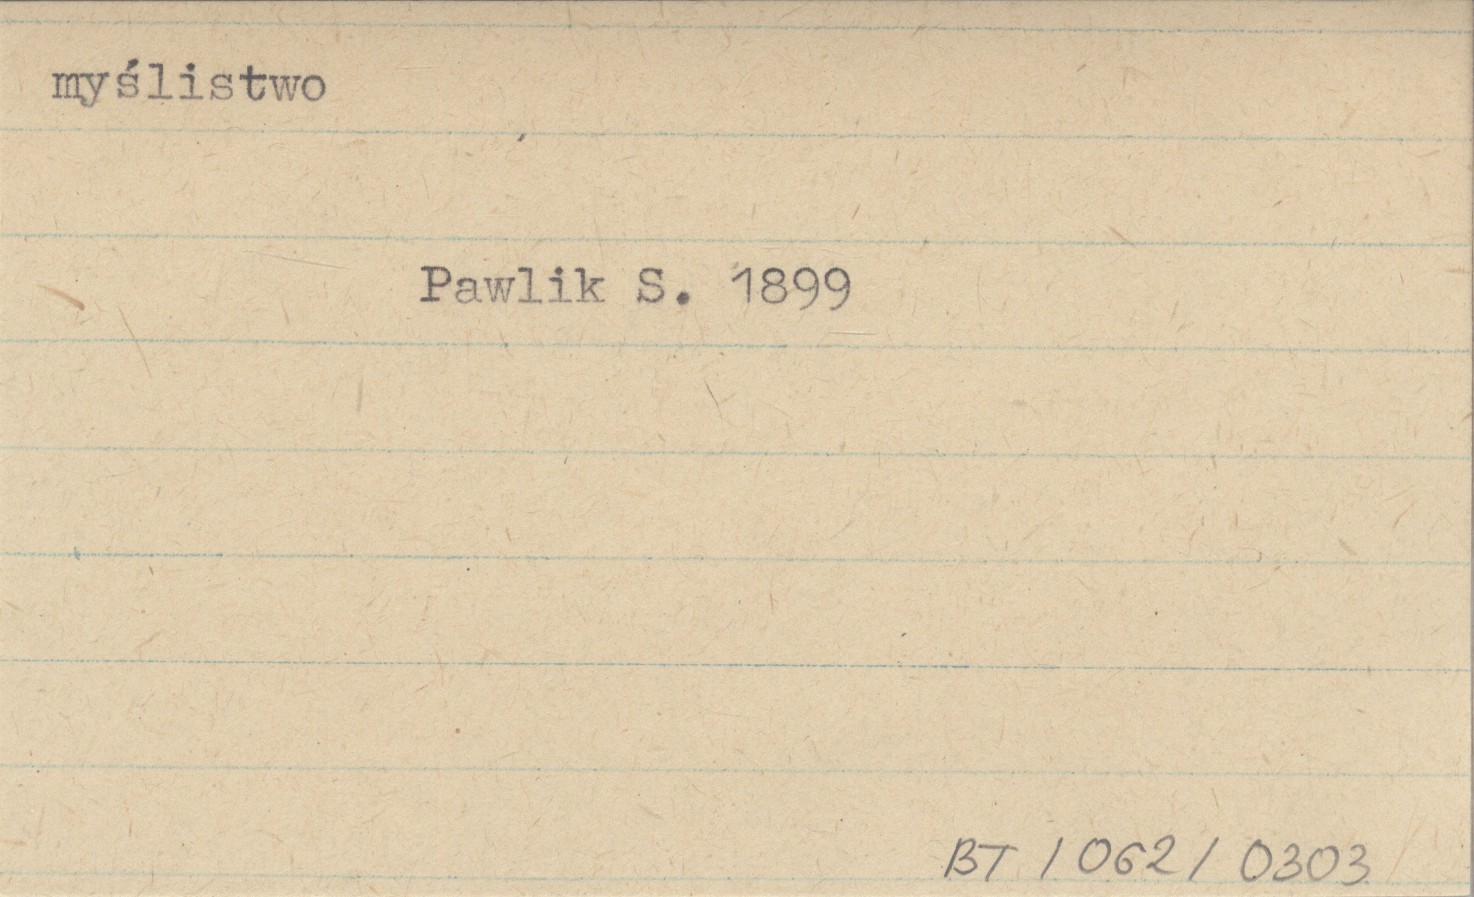 myślistwo
Pawlik S. 1899
BT / 062 / 0303